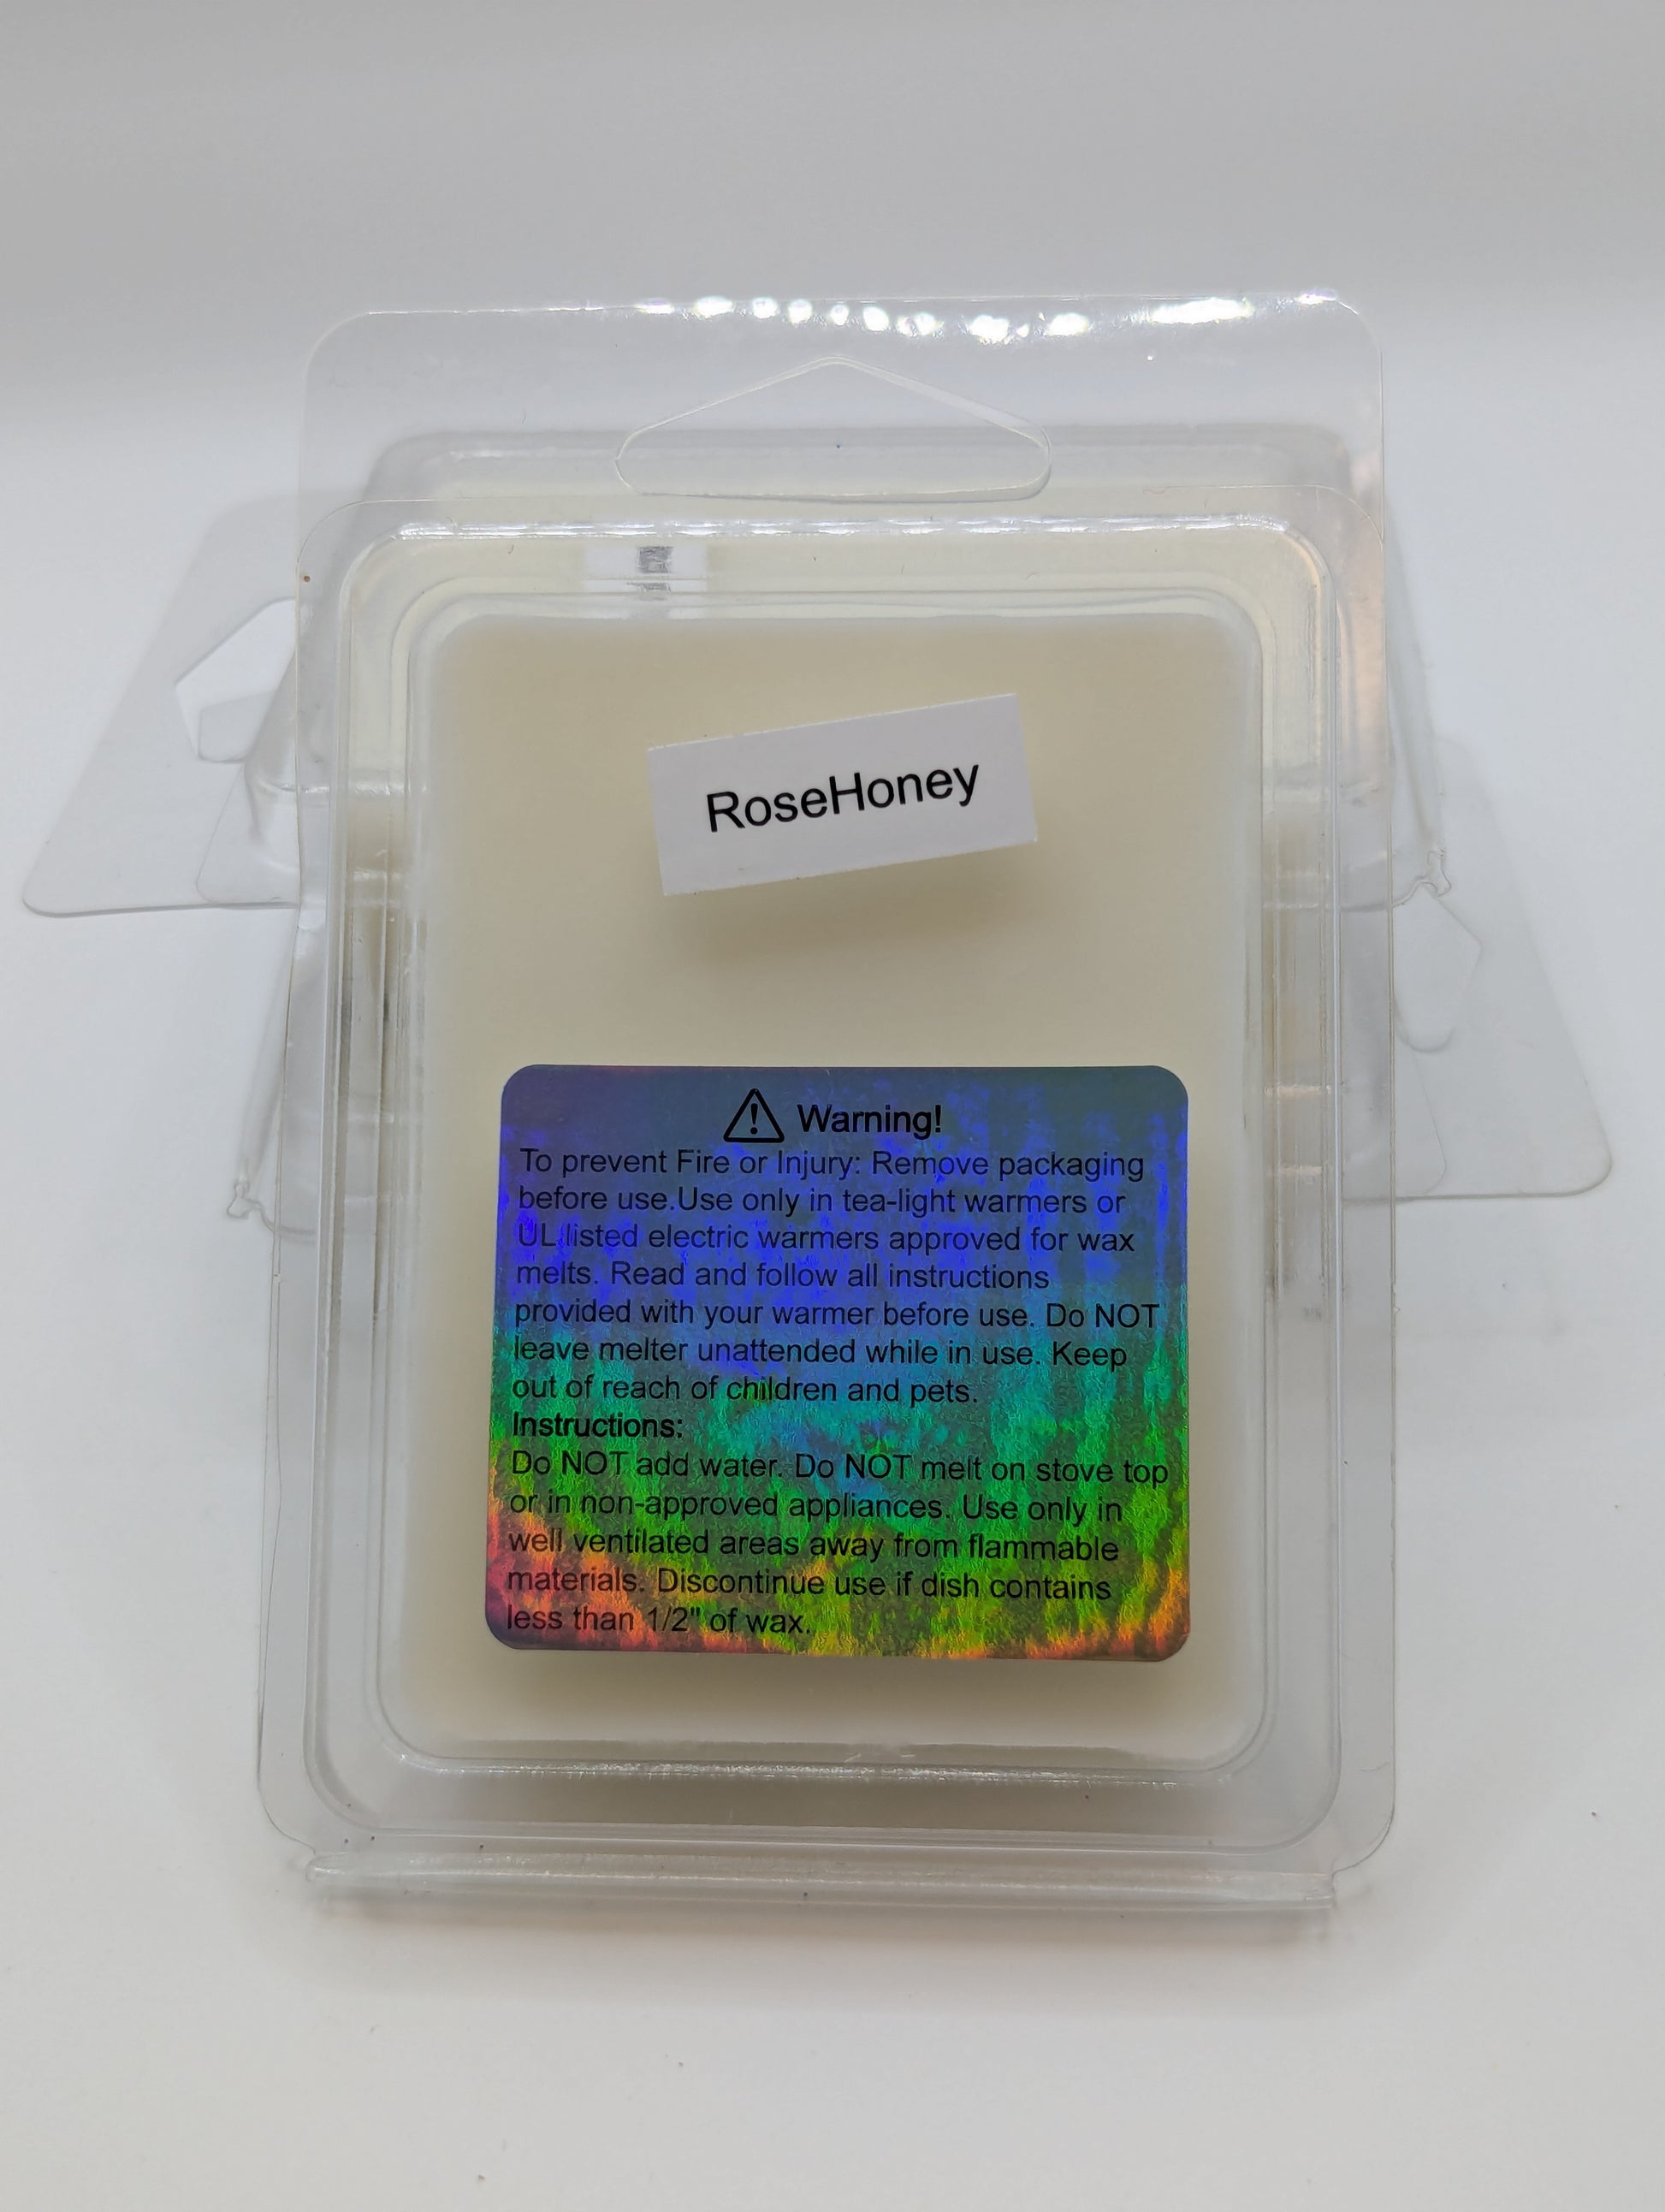 RoseHoney
⚠ Warning!
To prevent Fire or Injury: Remove packaging
before use.Use only in tea-light warmers or
UL listed electric warmers approved for wax
melts. Read and follow all instructions
provided with your warmer before use. Do NOT
leave melter unattended while in use. Keep
out of reach of children and pets.
Instructions:
Do NOT add water. Do NOT melt on stove top
or in non-approved appliances. Use only in
well ventilated areas away from flammable
materials. Discontinue use if dish contains
less than 1/2" of wax.